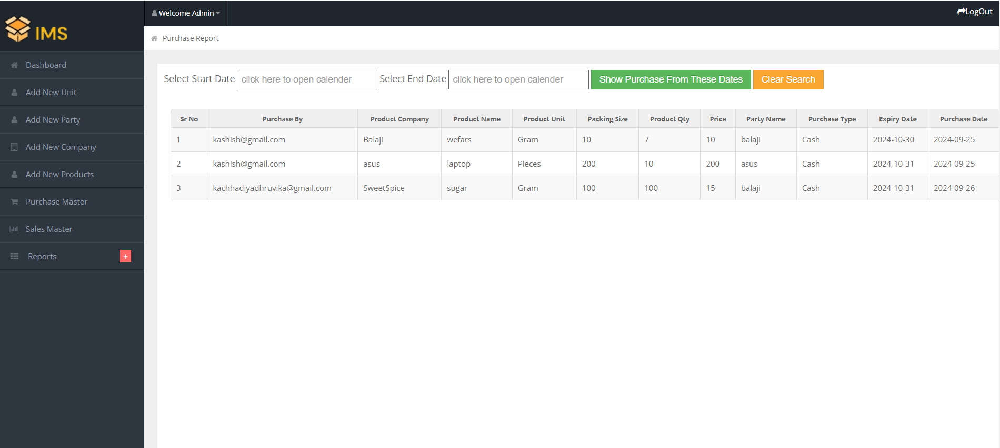 IMS
Welcome Admin
LogOut
Purchase Report
Dashboard
Add New Unit
Add New Party
Add New Company
Add New Products
Purchase Master
Sales Master
Reports +
Select Start Date click here to open calender Select End Date click here to open calender Show Purchase From These Dates Clear Search
Sr No Purchase By Product Company Product Name Product Unit Packing Size Product Qty Price Party Name Purchase Type Expiry Date Purchase Date
1 kashish@gmail.com Balaji wefars Gram 10 7 10 balaji Cash 2024-10-30 2024-09-25
2 kashish@gmail.com asus laptop Pieces 200 10 200 asus Cash 2024-10-31 2024-09-25
3 kachhadiyadhruvika@gmail.com SweetSpice sugar Gram 100 100 15 balaji Cash 2024-10-31 2024-09-26